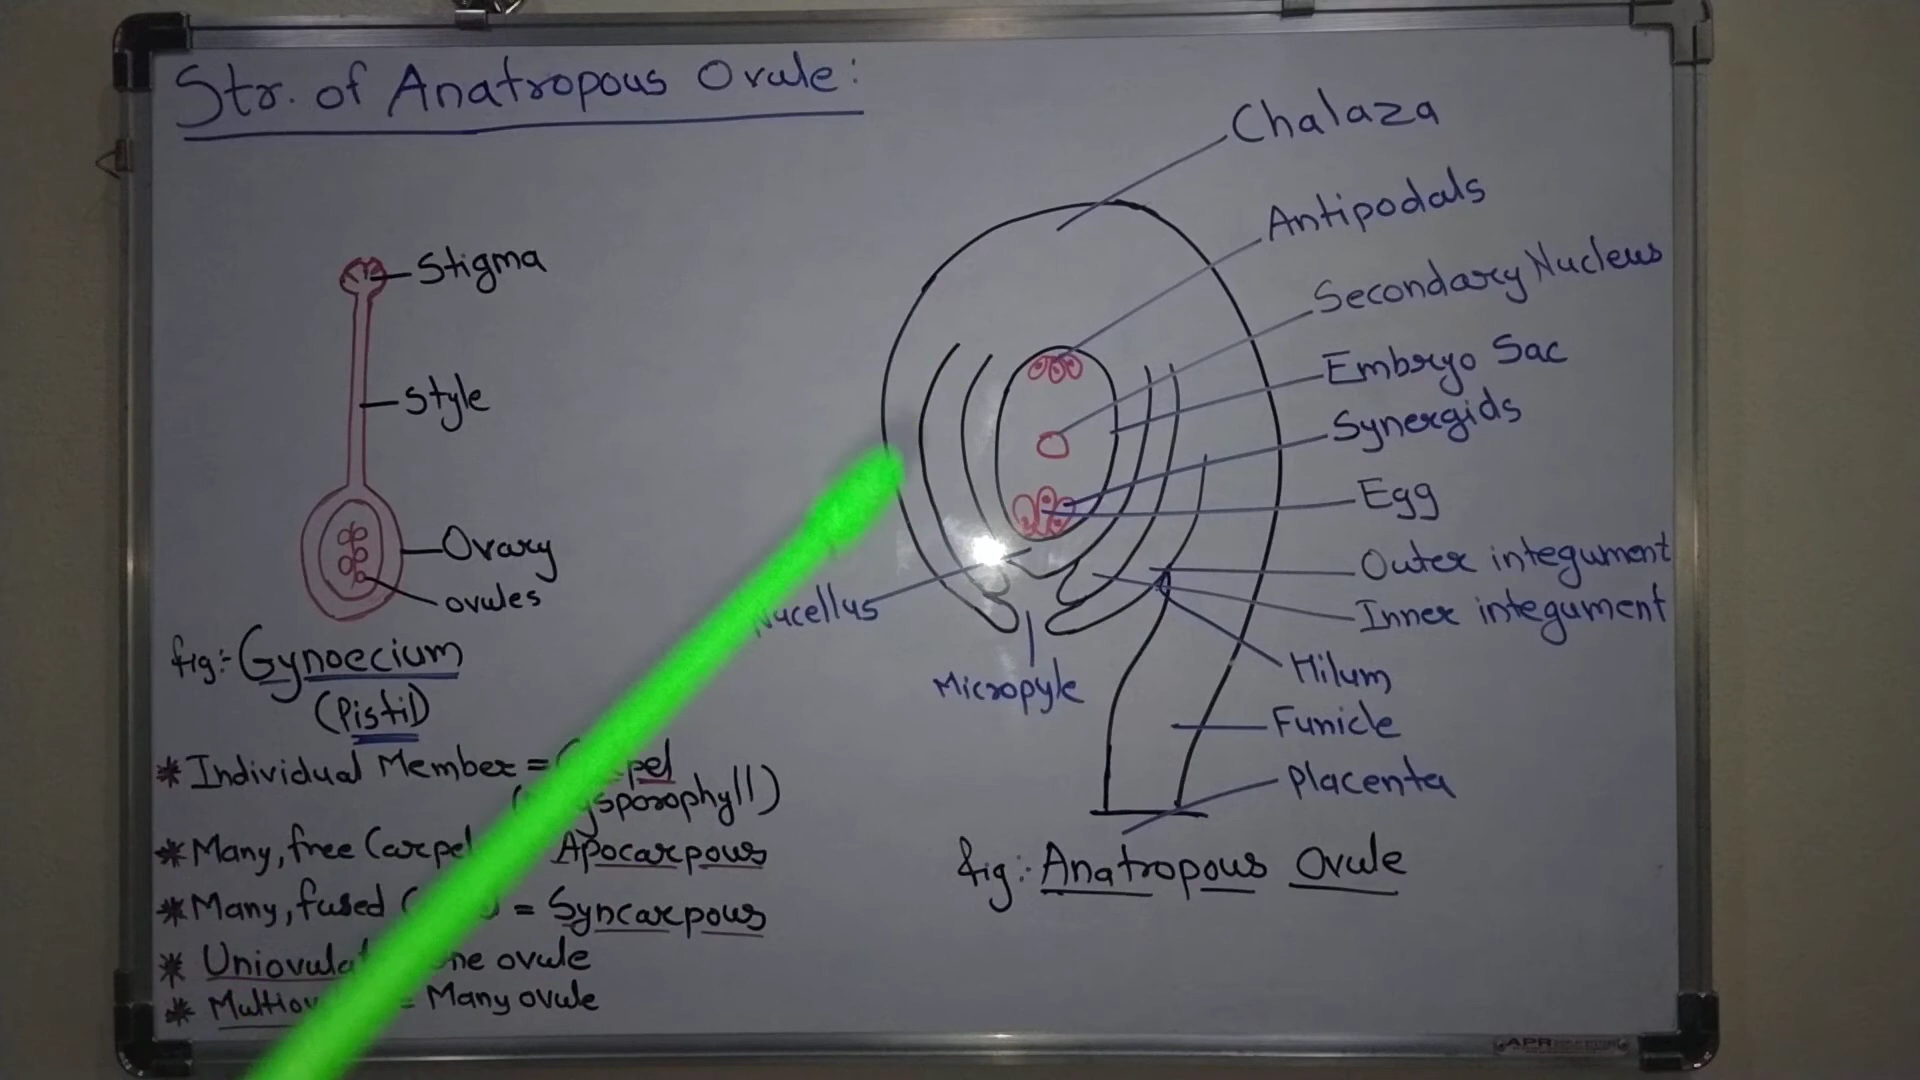 Str. of Anatropous Ovule:
Stigma
Style
Ovary
ovules
fig:- Gynoecium
(Pistil)
* Individual Member =
* Many, free Apocarpous
* Many, fused = Syncarpous
* one ovule
* = Many ovule
Chalaza
Antipodals
Secondary Nucleus
Embryo Sac
Synergids
Egg
Outer integument
Inner integument
Hilum
Funicle
Placenta
Nucellus
Micropyle
fig:- Anatropous Ovule